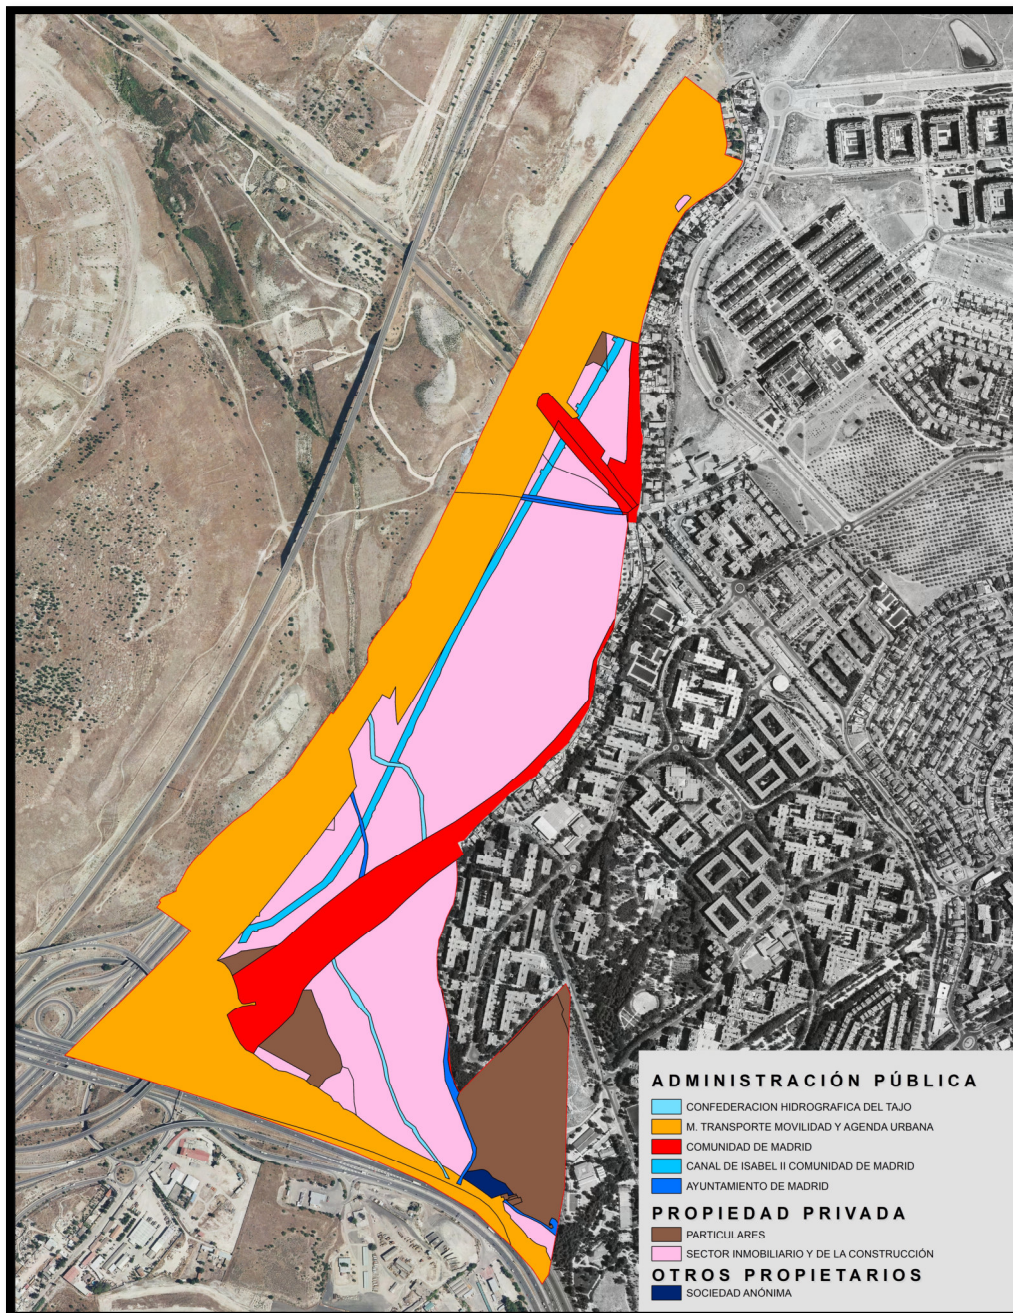 ADMINISTRACIÓN PÚBLICA
CONFEDERACION HIDROGRAFICA DEL TAJO
M. TRANSPORTE MOVILIDAD Y AGENDA URBANA
COMUNIDAD DE MADRID
CANAL DE ISABEL II COMUNIDAD DE MADRID
AYUNTAMIENTO DE MADRID
PROPIEDAD PRIVADA
PARTICULARES
SECTOR INMOBILIARIO Y DE LA CONSTRUCCIÓN
OTROS PROPIETARIOS
SOCIEDAD ANÓNIMA